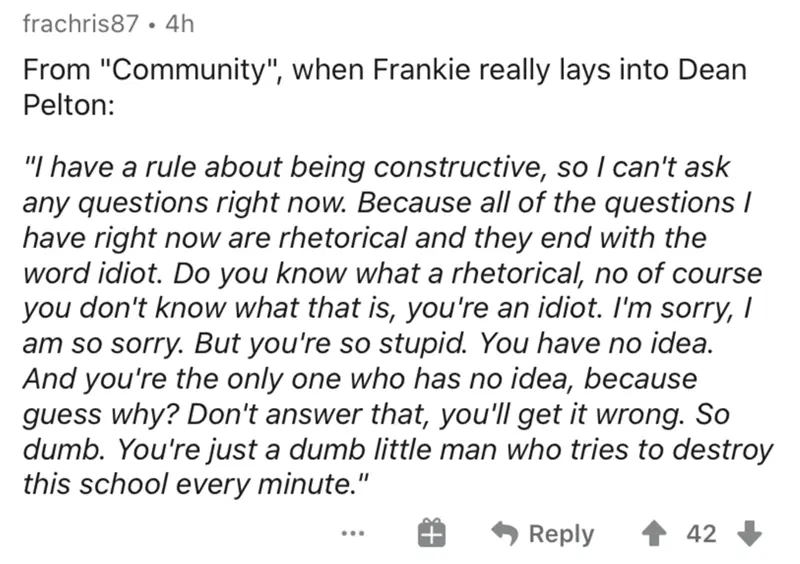 frachris87 • 4h
From "Community", when Frankie really lays into Dean
Pelton:
"I have a rule about being constructive, so I can't ask
any questions right now. Because all of the questions I
have right now are rhetorical and they end with the
word idiot. Do you know what a rhetorical, no of course
you don't know what that is, you're an idiot. I'm sorry, I
am so sorry. But you're so stupid. You have no idea.
And you're the only one who has no idea, because
guess why? Don't answer that, you'll get it wrong. So
dumb. You're just a dumb little man who tries to destroy
this school every minute."
... Reply 42